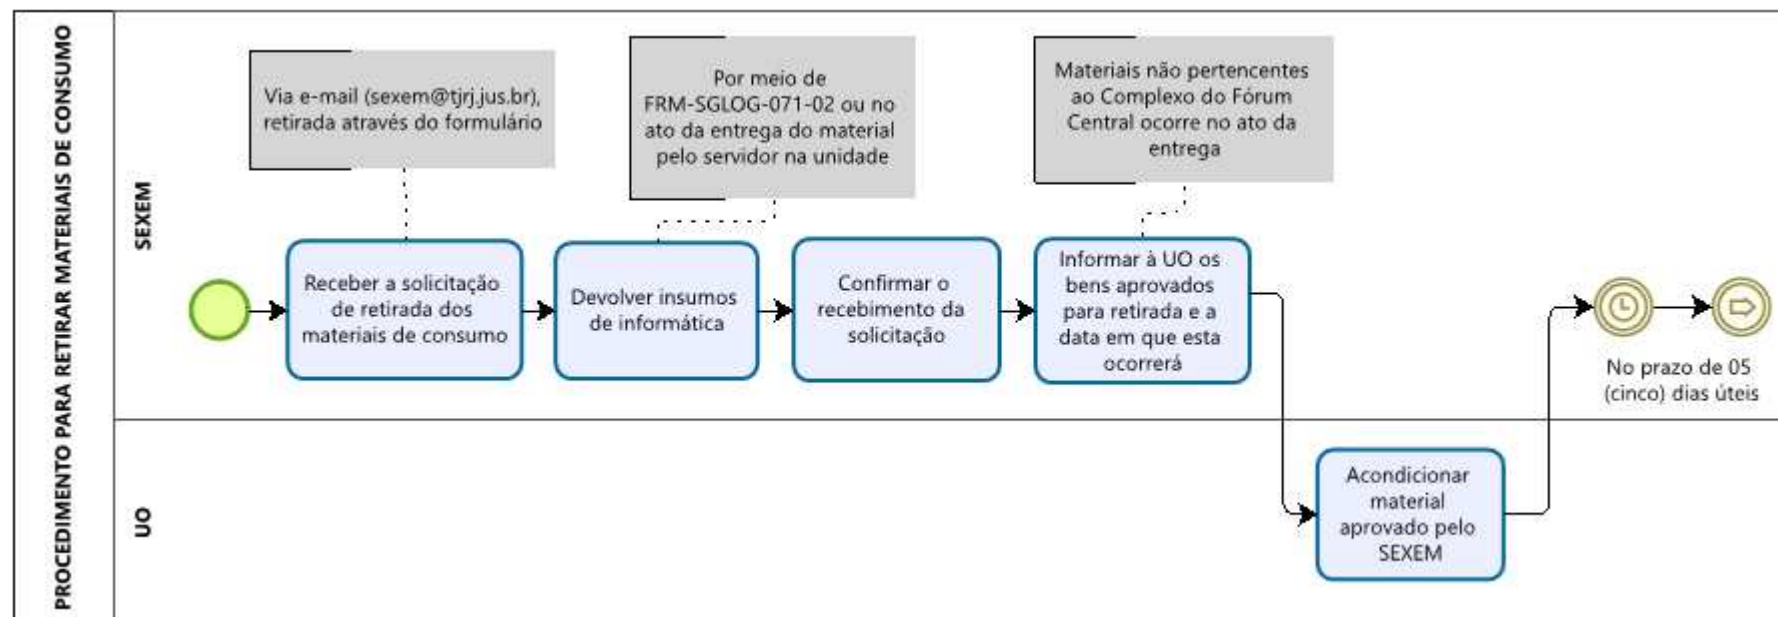 PROCEDIMENTO PARA RETIRAR MATERIAIS DE CONSUMO
SEXEM
Via e-mail (sexem@tjrj.jus.br),
retirada através do formulário
Por meio de
FRM-SGLOG-071-02 ou no
ato da entrega do material
pelo servidor na unidade
Materiais não pertencentes
ao Complexo do Fórum
Central ocorre no ato da
entrega
Receber a solicitação
de retirada dos
materiais de consumo
Devolver insumos
de informática
Confirmar o
recebimento da
solicitação
Informar à UO os
bens aprovados
para retirada e a
data em que esta
ocorrerá
No prazo de 05
(cinco) dias úteis
UO
Acondicionar
material
aprovado pelo
SEXEM